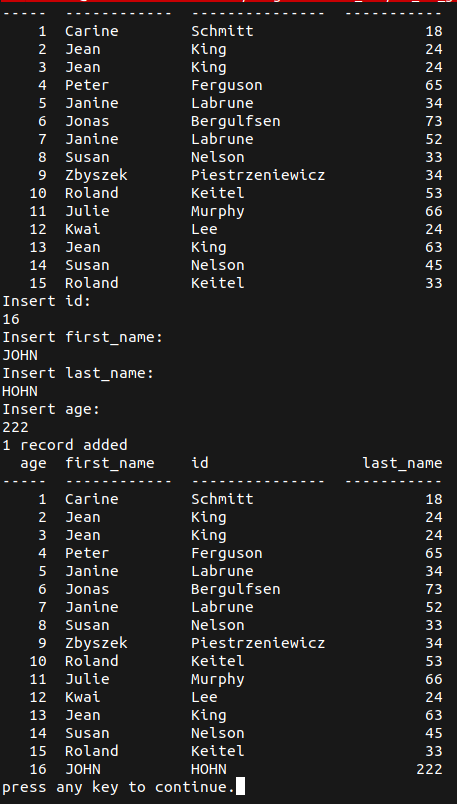 -----  ------------  ---------------  -----------
    1  Carine        Schmitt                   18
    2  Jean          King                      24
    3  Jean          King                      24
    4  Peter         Ferguson                  65
    5  Janine        Labrune                   34
    6  Jonas         Bergulfsen                73
    7  Janine        Labrune                   52
    8  Susan         Nelson                    33
    9  Zbyszek       Piestrzeniewicz           34
   10  Roland        Keitel                    53
   11  Julie         Murphy                    66
   12  Kwai          Lee                       24
   13  Jean          King                      63
   14  Susan         Nelson                    45
   15  Roland        Keitel                    33
Insert id:
16
Insert first_name:
JOHN
Insert last_name:
HOHN
Insert age:
222
1 record added
  age  first_name    id                 last_name
-----  ------------  ---------------  -----------
    1  Carine        Schmitt                   18
    2  Jean          King                      24
    3  Jean          King                      24
    4  Peter         Ferguson                  65
    5  Janine        Labrune                   34
    6  Jonas         Bergulfsen                73
    7  Janine        Labrune                   52
    8  Susan         Nelson                    33
    9  Zbyszek       Piestrzeniewicz           34
   10  Roland        Keitel                    53
   11  Julie         Murphy                    66
   12  Kwai          Lee                       24
   13  Jean          King                      63
   14  Susan         Nelson                    45
   15  Roland        Keitel                    33
   16  JOHN          HOHN                     222
press any key to continue.